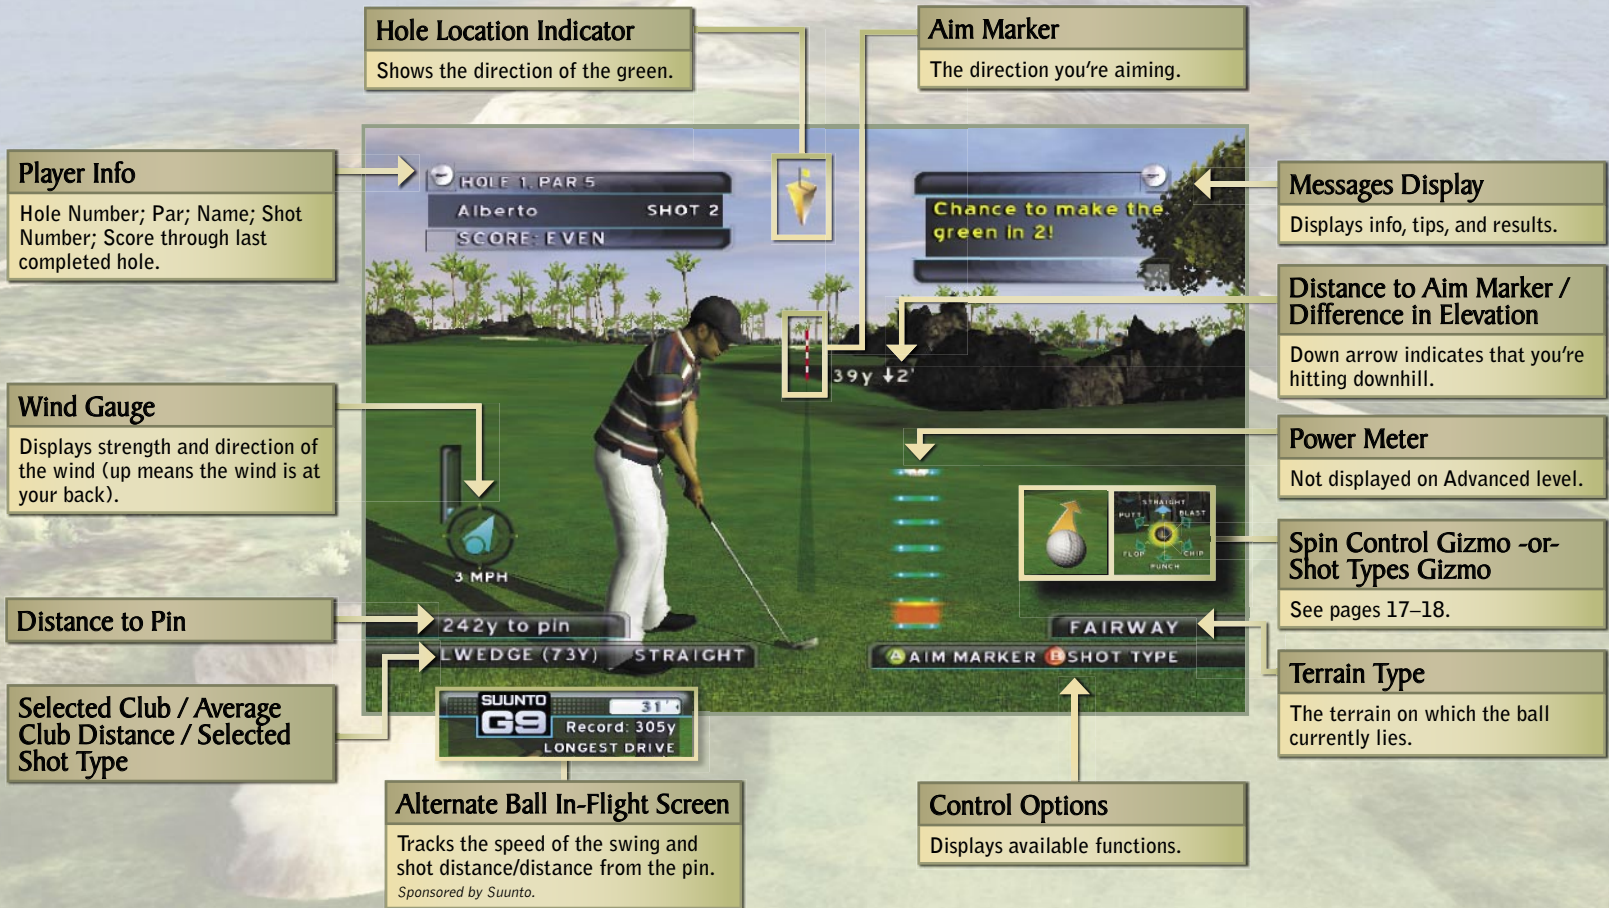 Hole Location Indicator
Shows the direction of the green.
Aim Marker
The direction you're aiming.
Player Info
Hole Number; Par; Name; Shot
Number; Score through last
completed hole.
HOLE 1, PAR 5
Alberto SHOT 2
SCORE: EVEN
Chance to make the
green in 2!
Messages Display
Displays info, tips, and results.
Distance to Aim Marker /
Difference in Elevation
Down arrow indicates that you're
hitting downhill.
39y ↓2'
Wind Gauge
Displays strength and direction of
the wind (up means the wind is at
your back).
3 MPH
Power Meter
Not displayed on Advanced level.
STRAIGHT
PUTT BLAST
L
FLOP CHIP
PUNCH
Spin Control Gizmo -or-
Shot Types Gizmo
See pages 17–18.
Distance to Pin
242y to pin
FAIRWAY
LWEDGE (73Y) STRAIGHT
A AIM MARKER B SHOT TYPE
Terrain Type
The terrain on which the ball
currently lies.
Selected Club / Average
Club Distance / Selected
Shot Type
SUUNTO
G9
31'
Record: 305y
LONGEST DRIVE
Alternate Ball In-Flight Screen
Tracks the speed of the swing and
shot distance/distance from the pin.
Sponsored by Suunto.
Control Options
Displays available functions.